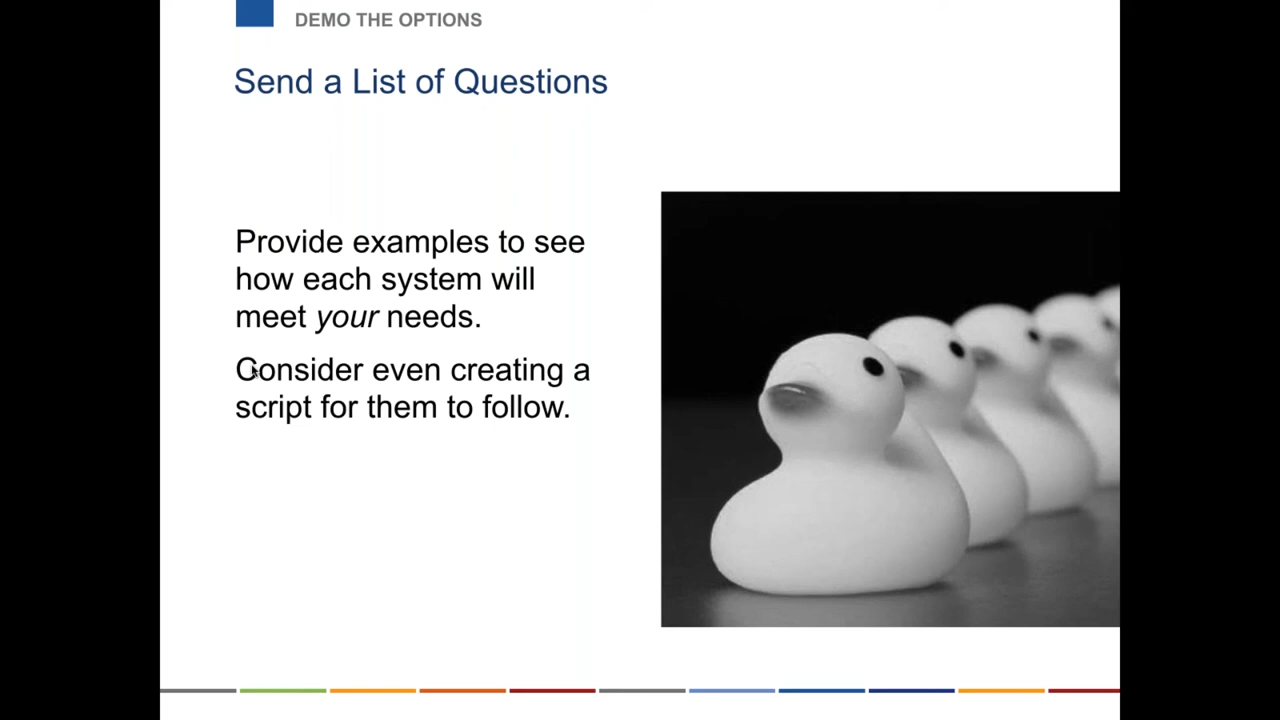 DEMO THE OPTIONS
Send a List of Questions
Provide examples to see
how each system will
meet your needs.
Consider even creating a
script for them to follow.